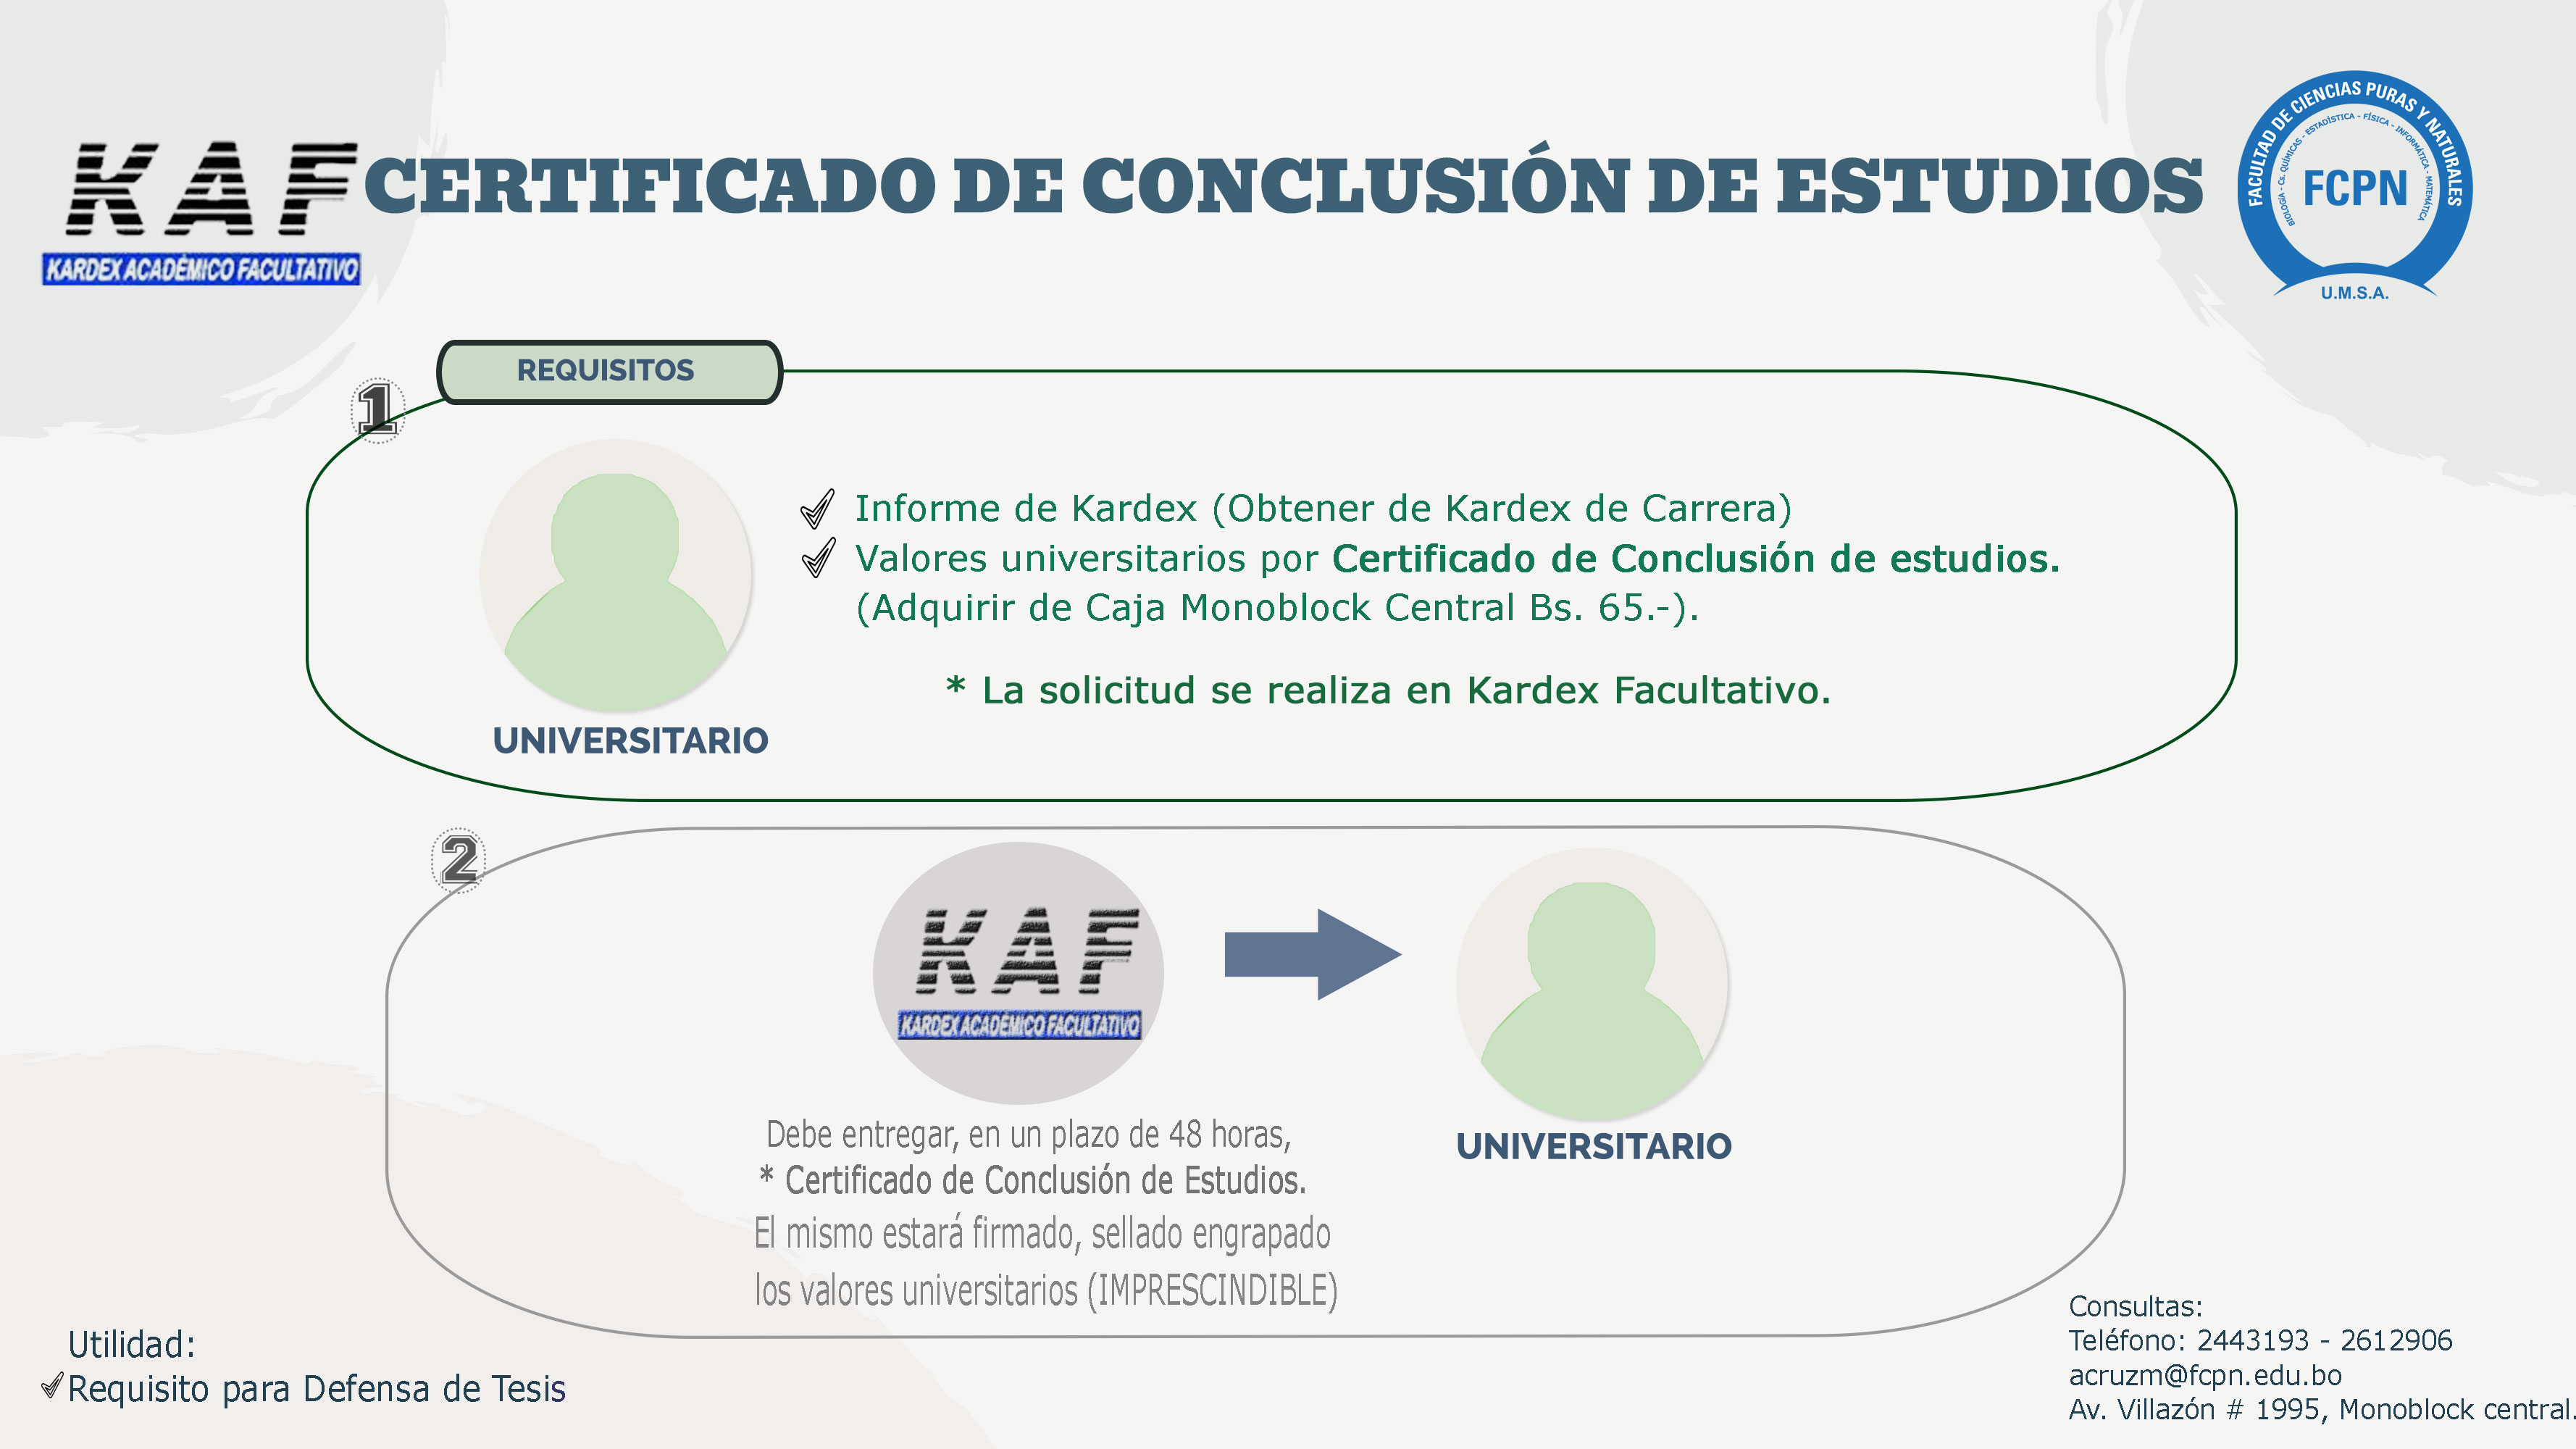 KAF
KARDEX ACADÉMICO FACULTATIVO
CERTIFICADO DE CONCLUSIÓN DE ESTUDIOS
FACULTAD DE CIENCIAS PURAS Y NATURALES
BIOLOGÍA - Cs. QUÍMICAS - ESTADÍSTICA - FÍSICA - INFORMÁTICA - MATEMÁTICA
FCPN
U.M.S.A.
REQUISITOS
1
Informe de Kardex (Obtener de Kardex de Carrera)
Valores universitarios por Certificado de Conclusión de estudios.
(Adquirir de Caja Monoblock Central Bs. 65.-).
* La solicitud se realiza en Kardex Facultativo.
UNIVERSITARIO
2
KAF
KARDEX ACADÉMICO FACULTATIVO
UNIVERSITARIO
Debe entregar, en un plazo de 48 horas,
* Certificado de Conclusión de Estudios.
El mismo estará firmado, sellado engrapado
los valores universitarios (IMPRESCINDIBLE)
Utilidad:
Requisito para Defensa de Tesis
Consultas:
Teléfono: 2443193 - 2612906
acruzm@fcpn.edu.bo
Av. Villazón # 1995, Monoblock central.